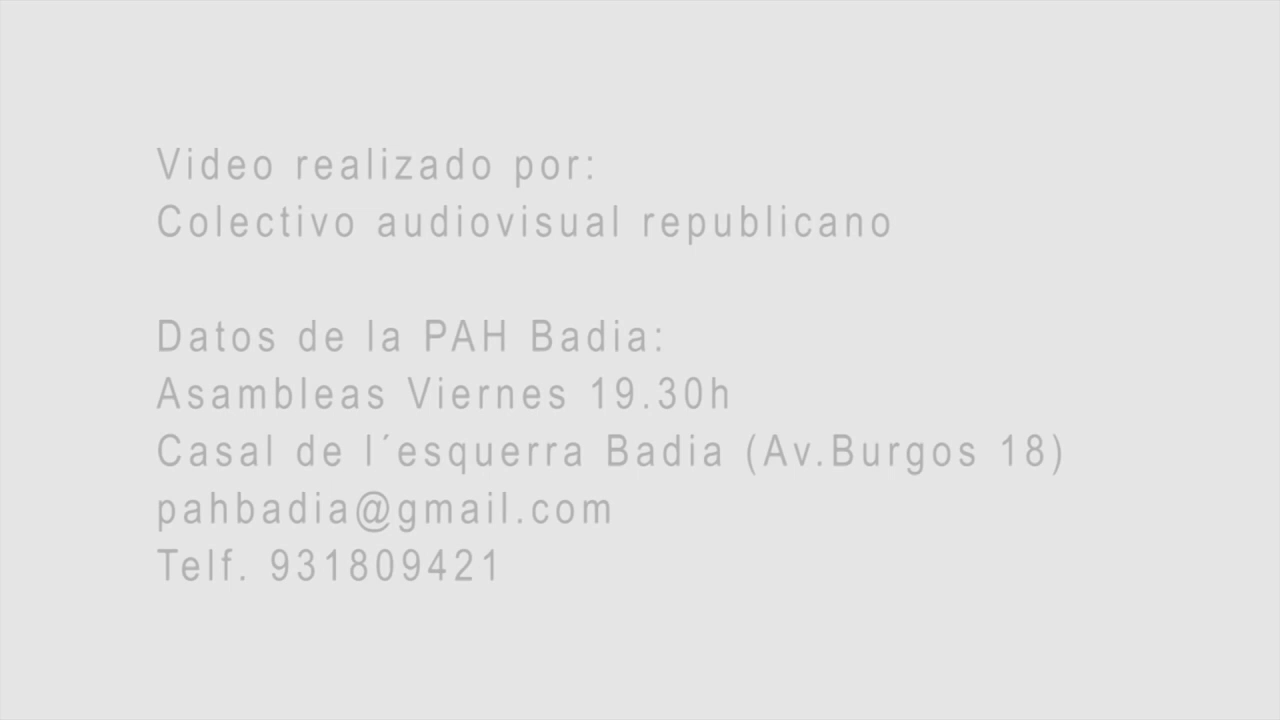 Video realizado por:
Colectivo audiovisual republicano
Datos de la PAH Badia:
Asambleas Viernes 19.30h
Casal de l´esquerra Badia (Av.Burgos 18)
pahbadia@gmail.com
Telf. 931809421